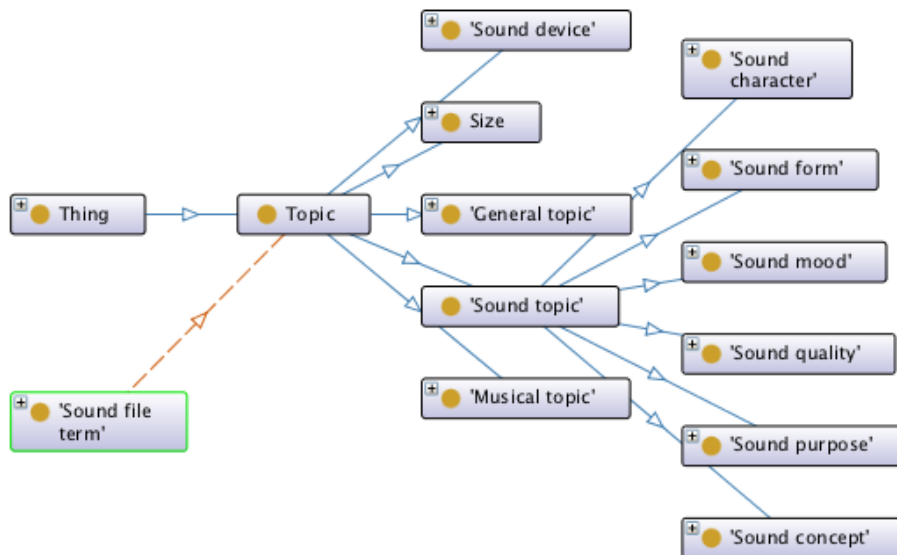 'Sound device'
'Sound
character'
Size
'Sound form'
Thing
Topic
'General topic'
'Sound mood'
'Sound topic'
'Sound quality'
'Sound file
term'
'Musical topic'
'Sound purpose'
'Sound concept'